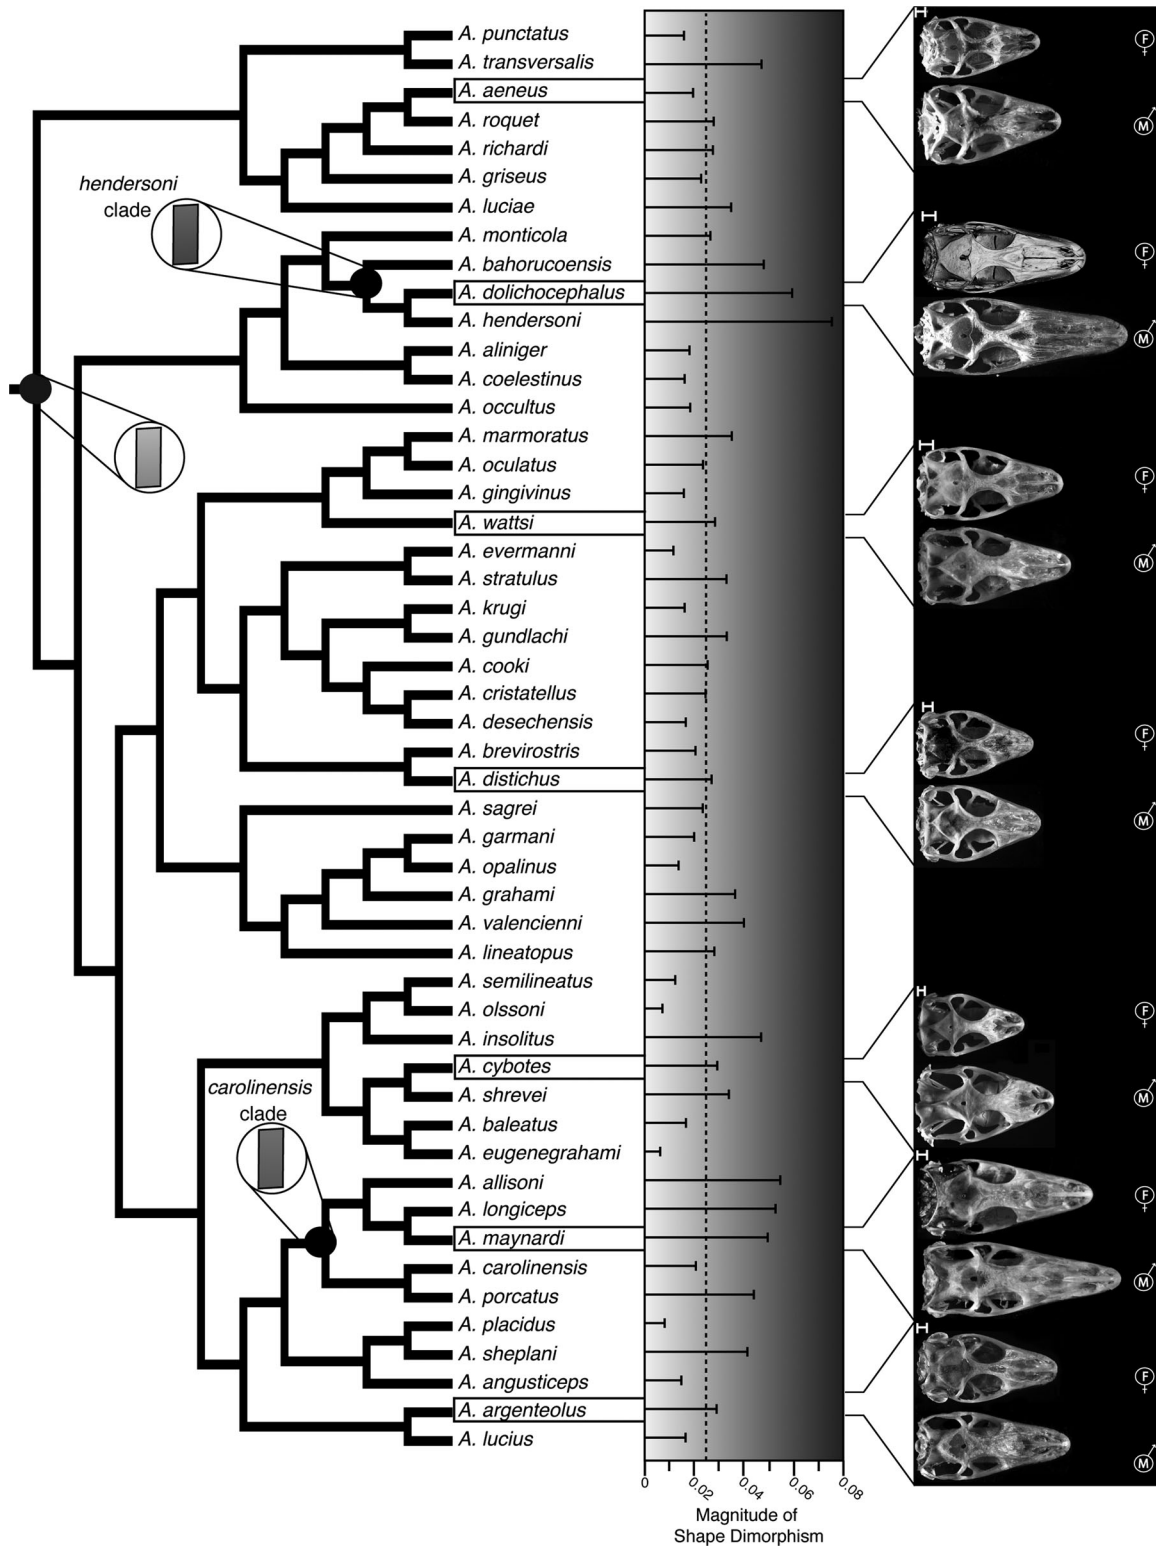 A. punctatus
A. transversalis
A. aeneus
A. roquet
A. richardi
A. griseus
A. luciae
A. monticola
A. bahorucoensis
A. dolichocephalus
A. hendersoni
A. aliniger
A. coelestinus
A. occultus
A. marmoratus
A. oculatus
A. gingivinus
A. wattsi
A. evermanni
A. stratulus
A. krugi
A. gundlachi
A. cooki
A. cristatellus
A. desechensis
A. brevirostris
A. distichus
A. sagrei
A. garmani
A. opalinus
A. grahami
A. valencienni
A. lineatopus
A. semilineatus
A. olssoni
A. insolitus
A. cybotes
A. shrevei
A. baleatus
A. eugenegrahami
A. allisoni
A. longiceps
A. maynardi
A. carolinensis
A. porcatus
A. placidus
A. sheplani
A. angusticeps
A. argenteolus
A. lucius
hendersoni
clade
carolinensis
clade
0
0.02
0.04
0.06
0.08
Magnitude of
Shape Dimorphism
F
M
F
M
F
M
F
M
F
M
F
M
F
M